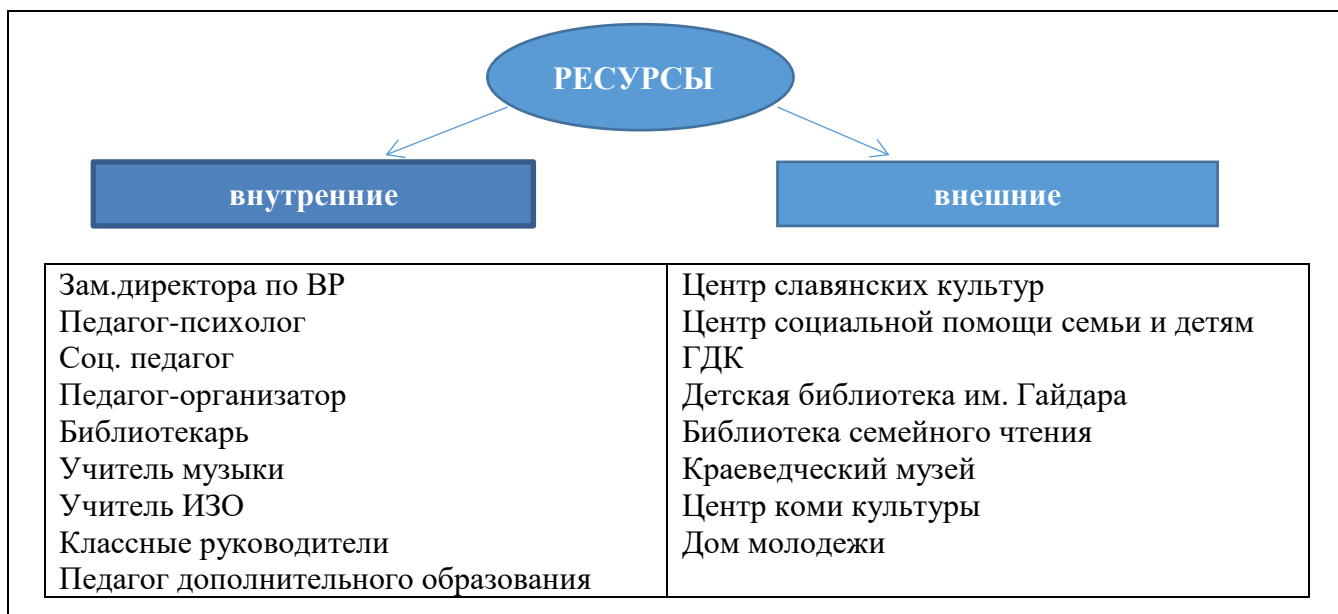 РЕСУРСЫ
внутренние
внешние
Зам.директора по ВР
Педагог-психолог
Соц. педагог
Педагог-организатор
Библиотекарь
Учитель музыки
Учитель ИЗО
Классные руководители
Педагог дополнительного образования
Центр славянских культур
Центр социальной помощи семьи и детям
ГДК
Детская библиотека им. Гайдара
Библиотека семейного чтения
Краеведческий музей
Центр коми культуры
Дом молодежи